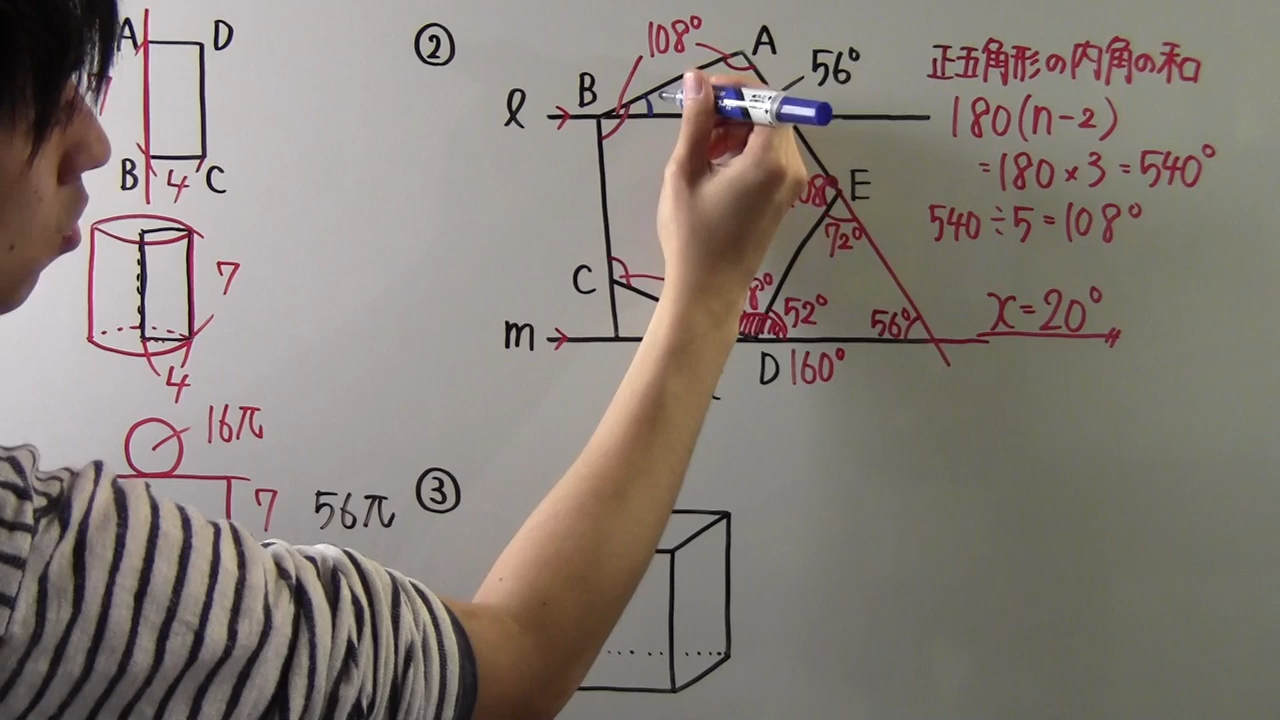 A D
B 4 C
7
4
16π
7 56π
②
108° A 56°
B
ℓ
E
72°
C
8° 52° 56°
m
D 160°
正五角形の内角の和
180(n-2)
=180×3=540°
540÷5=108°
x=20°
③